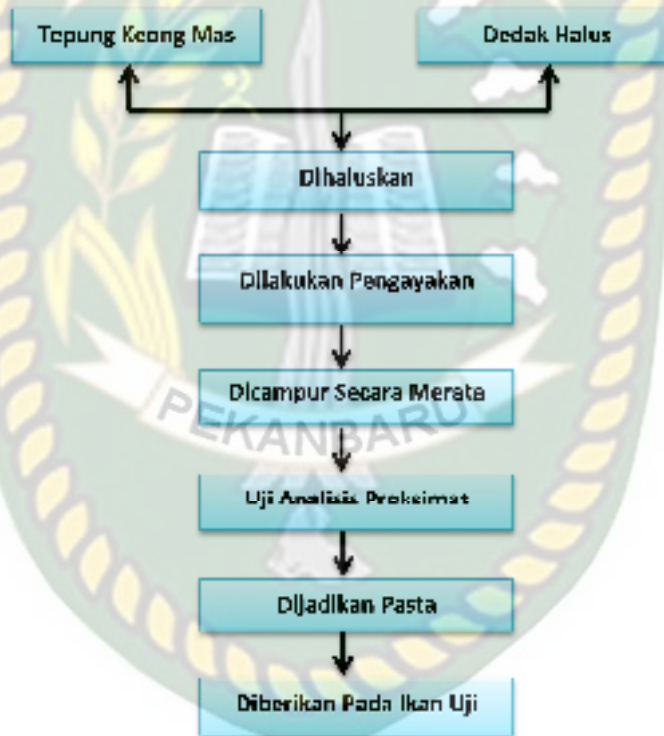 Tepung Keong Mas
Dedak Halus
Dihaluskan
Dilakukan Pengayakan
Dicampur Secara Merata
PEKANBARU
Uji Analisis Proksimat
Dijadikan Pasta
Diberikan Pada Ikan Uji